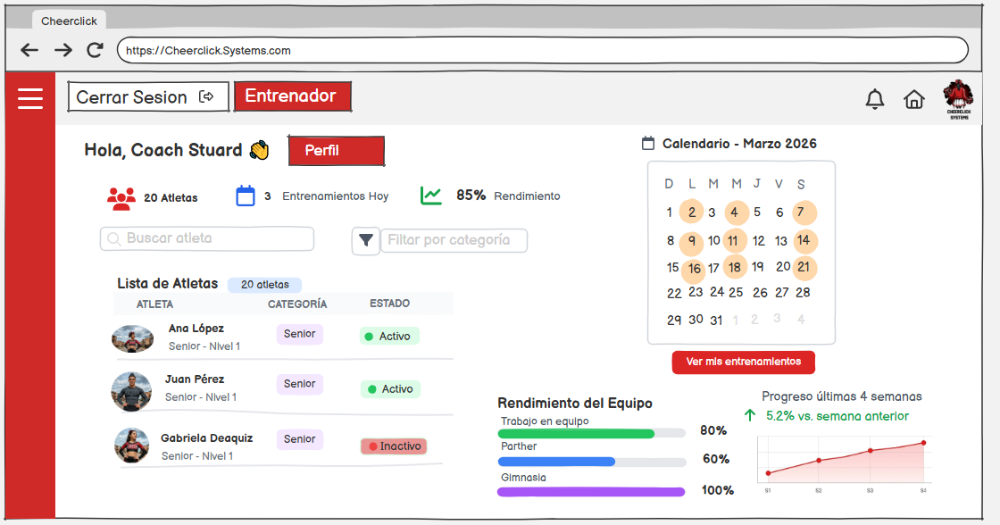 Cheerclick
https://Cheerclick.Systems.com
Cerrar Sesion
Entrenador
CHEERCLICK
SYSTEMS
Hola, Coach Stuard 👋
Perfil
20 Atletas
3 Entrenamientos Hoy
85% Rendimiento
Buscar atleta
Filtar por categoría
Lista de Atletas
20 atletas
ATLETA CATEGORÍA ESTADO
Ana López
Senior - Nivel 1
Senior
Activo
Juan Pérez
Senior - Nivel 1
Senior
Activo
Gabriela Deaquiz
Senior - Nivel 1
Senior
Inactivo
Calendario - Marzo 2026
D L M M J V S
1 2 3 4 5 6 7
8 9 10 11 12 13 14
15 16 17 18 19 20 21
22 23 24 25 26 27 28
29 30 31 1 2 3 4
Ver mis entrenamientos
Rendimiento del Equipo
Trabajo en equipo
80%
Parther
60%
Gimnasia
100%
Progreso últimas 4 semanas
5.2% vs. semana anterior
S1 S2 S3 S4